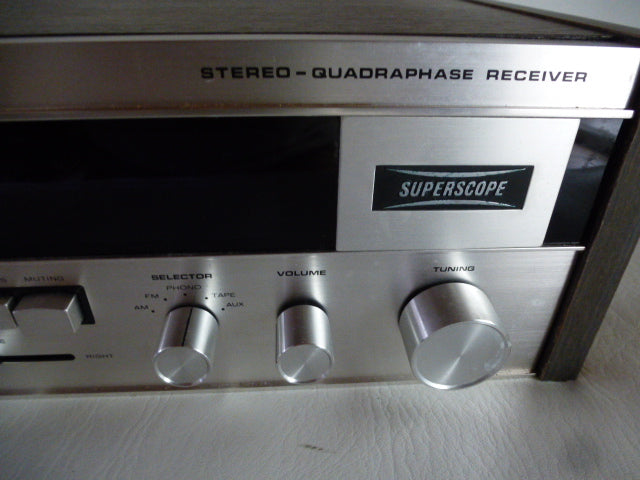 STEREO-QUADRAPHASE RECEIVER
SUPERSCOPE
MUTING
SELECTOR
VOLUME
TUNING
PHONO
FM
TAPE
AM
AUX
RIGHT